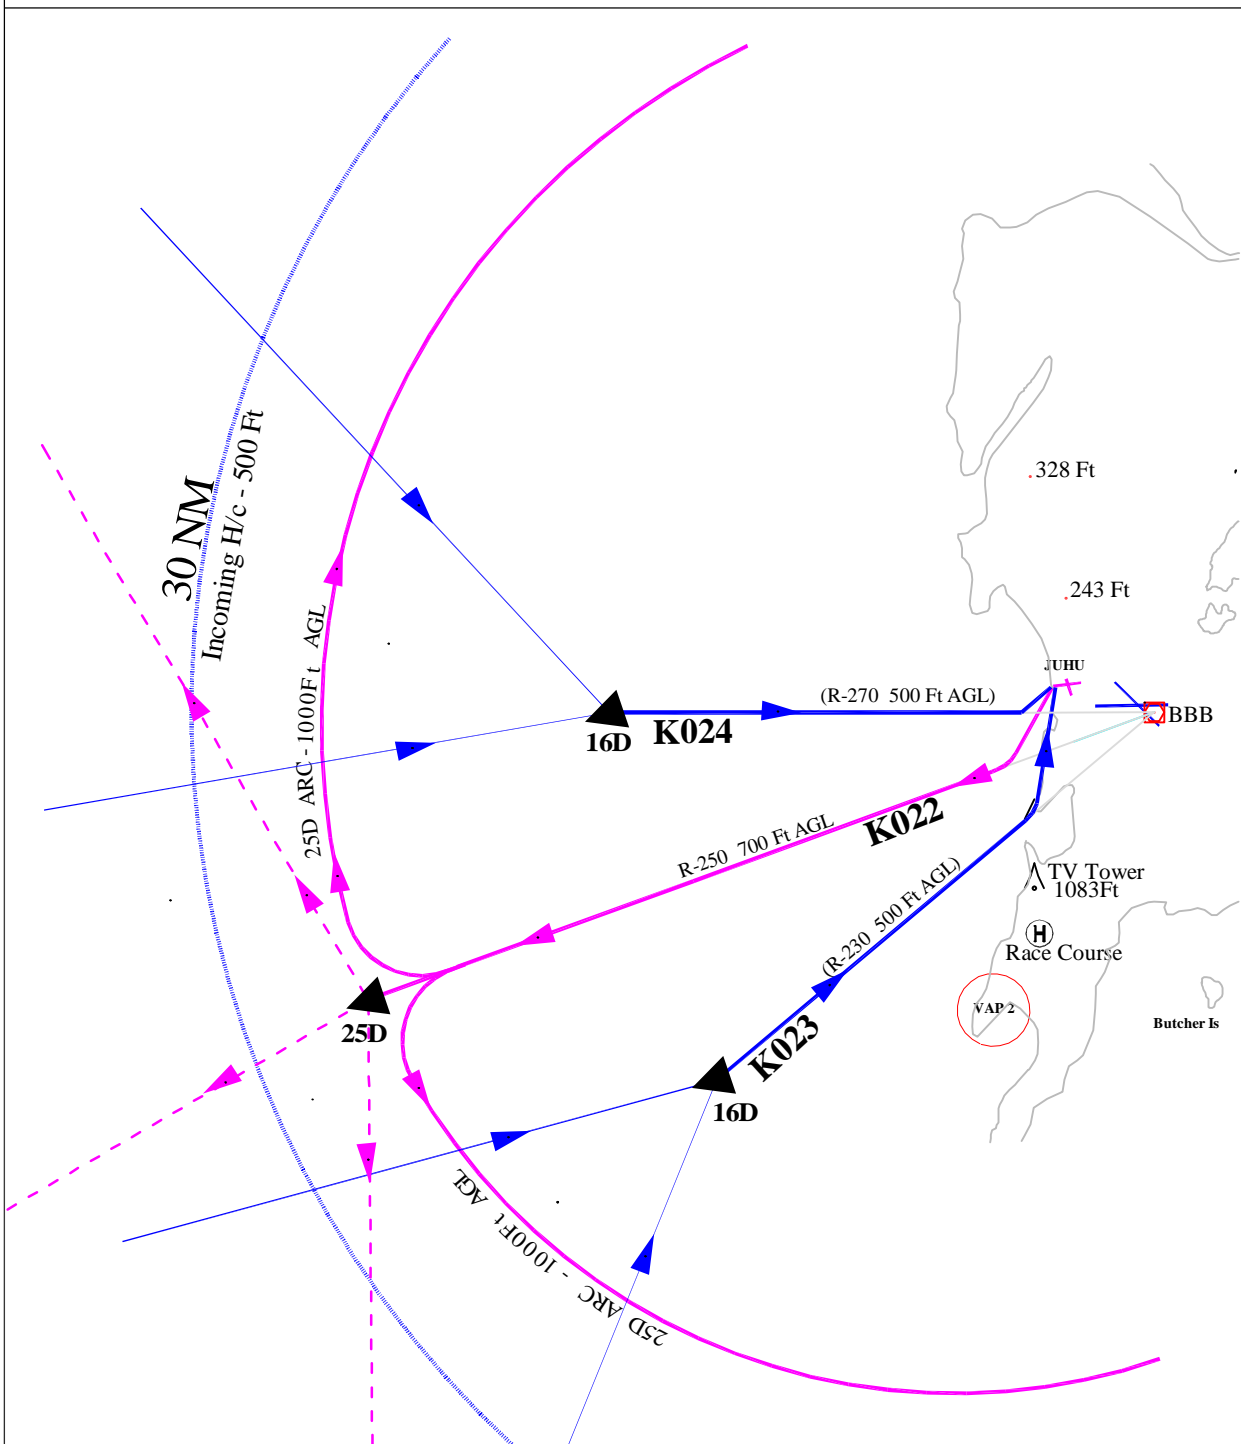 30 NM
Incoming H/c - 500 Ft
.328 Ft
.243 Ft
JUHU
25D ARC - 1000Ft AGL
(R-270 500 Ft AGL)
BBB
16D
K024
R-250 700 Ft AGL
K022
TV Tower
1083Ft
(R-230 500 Ft AGL)
H
Race Course
VAP 2
25D
Butcher Is
K023
16D
25D ARC - 1000Ft AGL